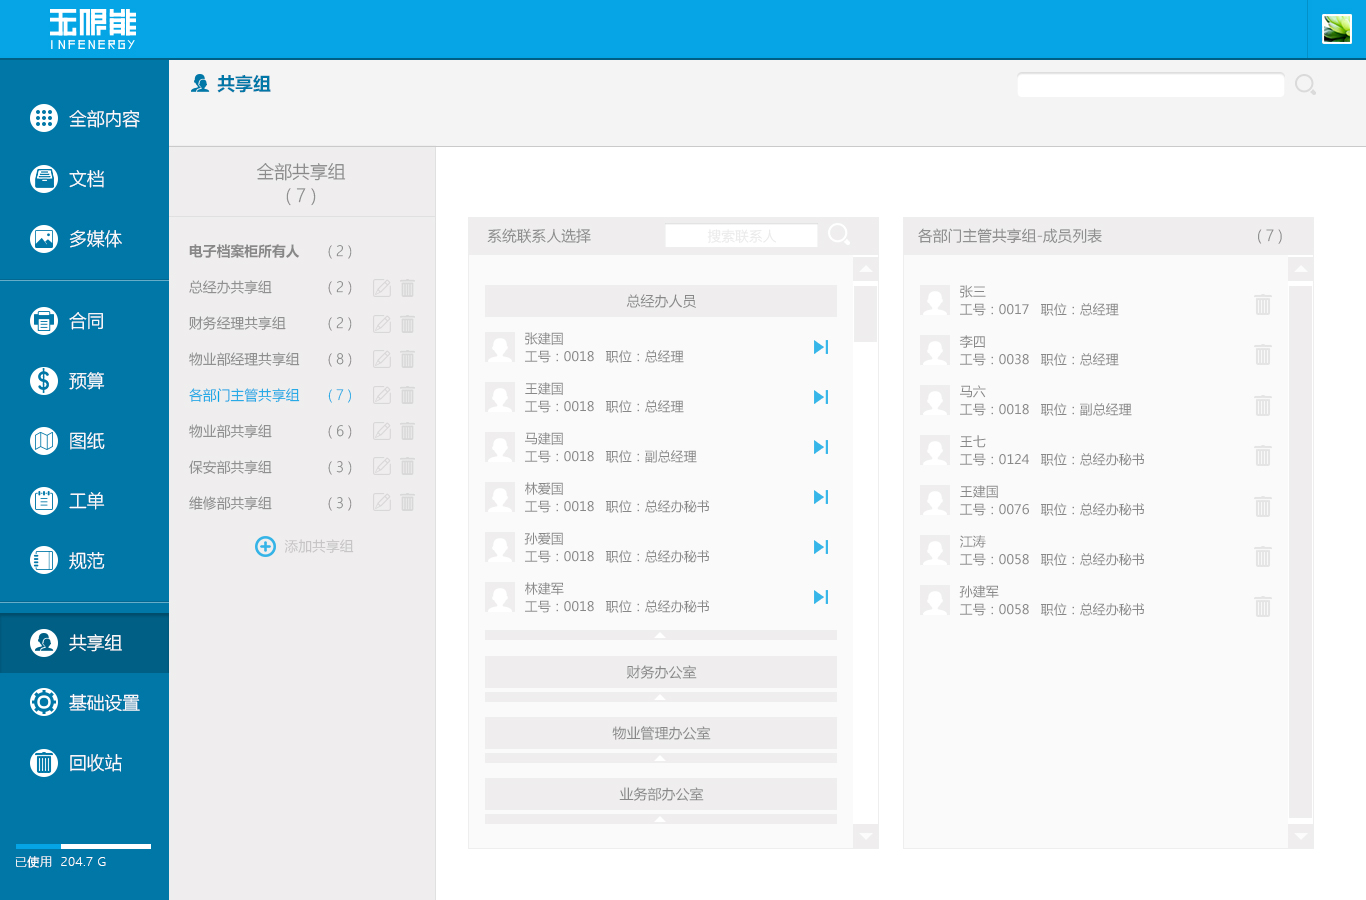 无限能
INFENERGY
共享组
全部内容
文档
多媒体
合同
预算
图纸
工单
规范
共享组
基础设置
回收站
已使用 204.7 G
全部共享组
( 7 )
电子档案柜所有人 ( 2 )
总经办共享组 ( 2 )
财务经理共享组 ( 2 )
物业部经理共享组 ( 8 )
各部门主管共享组 ( 7 )
物业部共享组 ( 6 )
保安部共享组 ( 3 )
维修部共享组 ( 3 )
添加共享组
系统联系人选择 搜索联系人
总经办人员
张建国
工号：0018 职位：总经理
王建国
工号：0018 职位：总经理
马建国
工号：0018 职位：副总经理
林爱国
工号：0018 职位：总经办秘书
孙爱国
工号：0018 职位：总经办秘书
林建军
工号：0018 职位：总经办秘书
财务办公室
物业管理办公室
业务部办公室
各部门主管共享组-成员列表 ( 7 )
张三
工号：0017 职位：总经理
李四
工号：0038 职位：总经理
马六
工号：0018 职位：副总经理
王七
工号：0124 职位：总经办秘书
王建国
工号：0076 职位：总经办秘书
江涛
工号：0058 职位：总经办秘书
孙建军
工号：0058 职位：总经办秘书